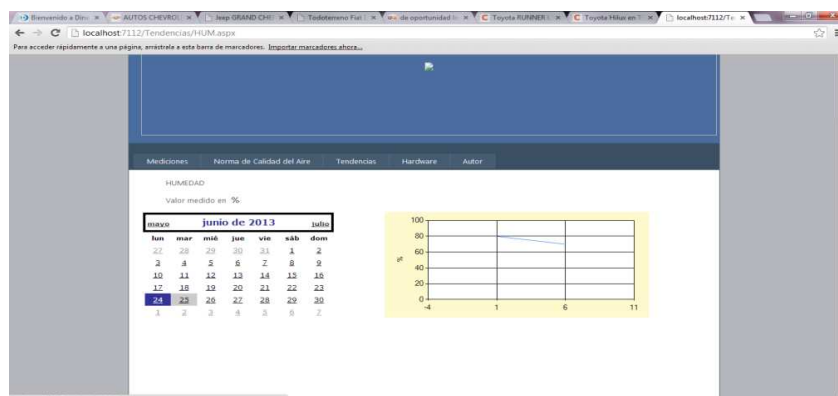 Bienvenido a Dine
AUTOS CHEVROL
Jeep GRAND CHE
Todoterreno Fiat
de oportunidad
Toyota RUNNER
Toyota Hilux en
localhost:7112/Te
localhost:7112/Tendencias/HUM.aspx
Para acceder rápidamente a una página, arrástrala a esta barra de marcadores. Importar marcadores ahora...
Mediciones Norma de Calidad del Aire Tendencias Hardware Autor
HUMEDAD
Valor medido en %
mayo junio de 2013 julio
lun mar mié jue vie sáb dom
27 28 29 30 31 1 2
3 4 5 6 7 8 9
10 11 12 13 14 15 16
17 18 19 20 21 22 23
24 25 26 27 28 29 30
1 2 3 4 5 6 7
100
80
60
%
40
20
0
-4 1 6 11